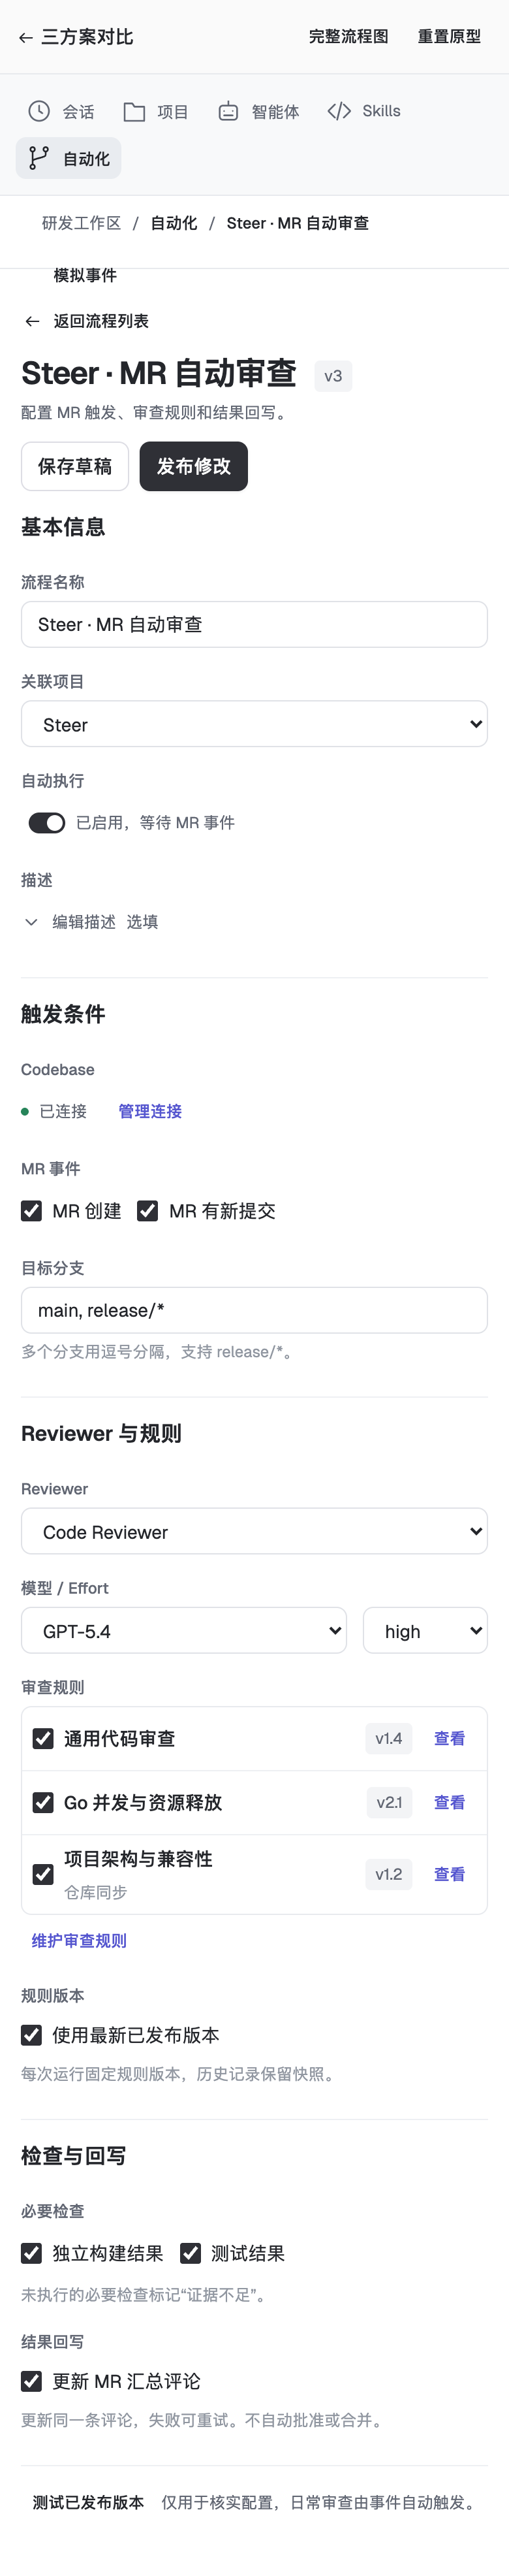 ← 三方案对比 完整流程图 重置原型
会话 项目 智能体 Skills
自动化
研发工作区 / 自动化 / Steer · MR 自动审查
模拟事件
← 返回流程列表
Steer · MR 自动审查 v3
配置 MR 触发、审查规则和结果回写。
保存草稿 发布修改
基本信息
流程名称
Steer · MR 自动审查
关联项目
Steer
自动执行
已启用，等待 MR 事件
描述
编辑描述 选填
触发条件
Codebase
已连接 管理连接
MR 事件
MR 创建 MR 有新提交
目标分支
main, release/*
多个分支用逗号分隔，支持 release/*。
Reviewer 与规则
Reviewer
Code Reviewer
模型 / Effort
GPT-5.4 high
审查规则
通用代码审查 v1.4 查看
Go 并发与资源释放 v2.1 查看
项目架构与兼容性 v1.2 查看
仓库同步
维护审查规则
规则版本
使用最新已发布版本
每次运行固定规则版本，历史记录保留快照。
检查与回写
必要检查
独立构建结果 测试结果
未执行的必要检查标记“证据不足”。
结果回写
更新 MR 汇总评论
更新同一条评论，失败可重试。不自动批准或合并。
测试已发布版本 仅用于核实配置，日常审查由事件自动触发。